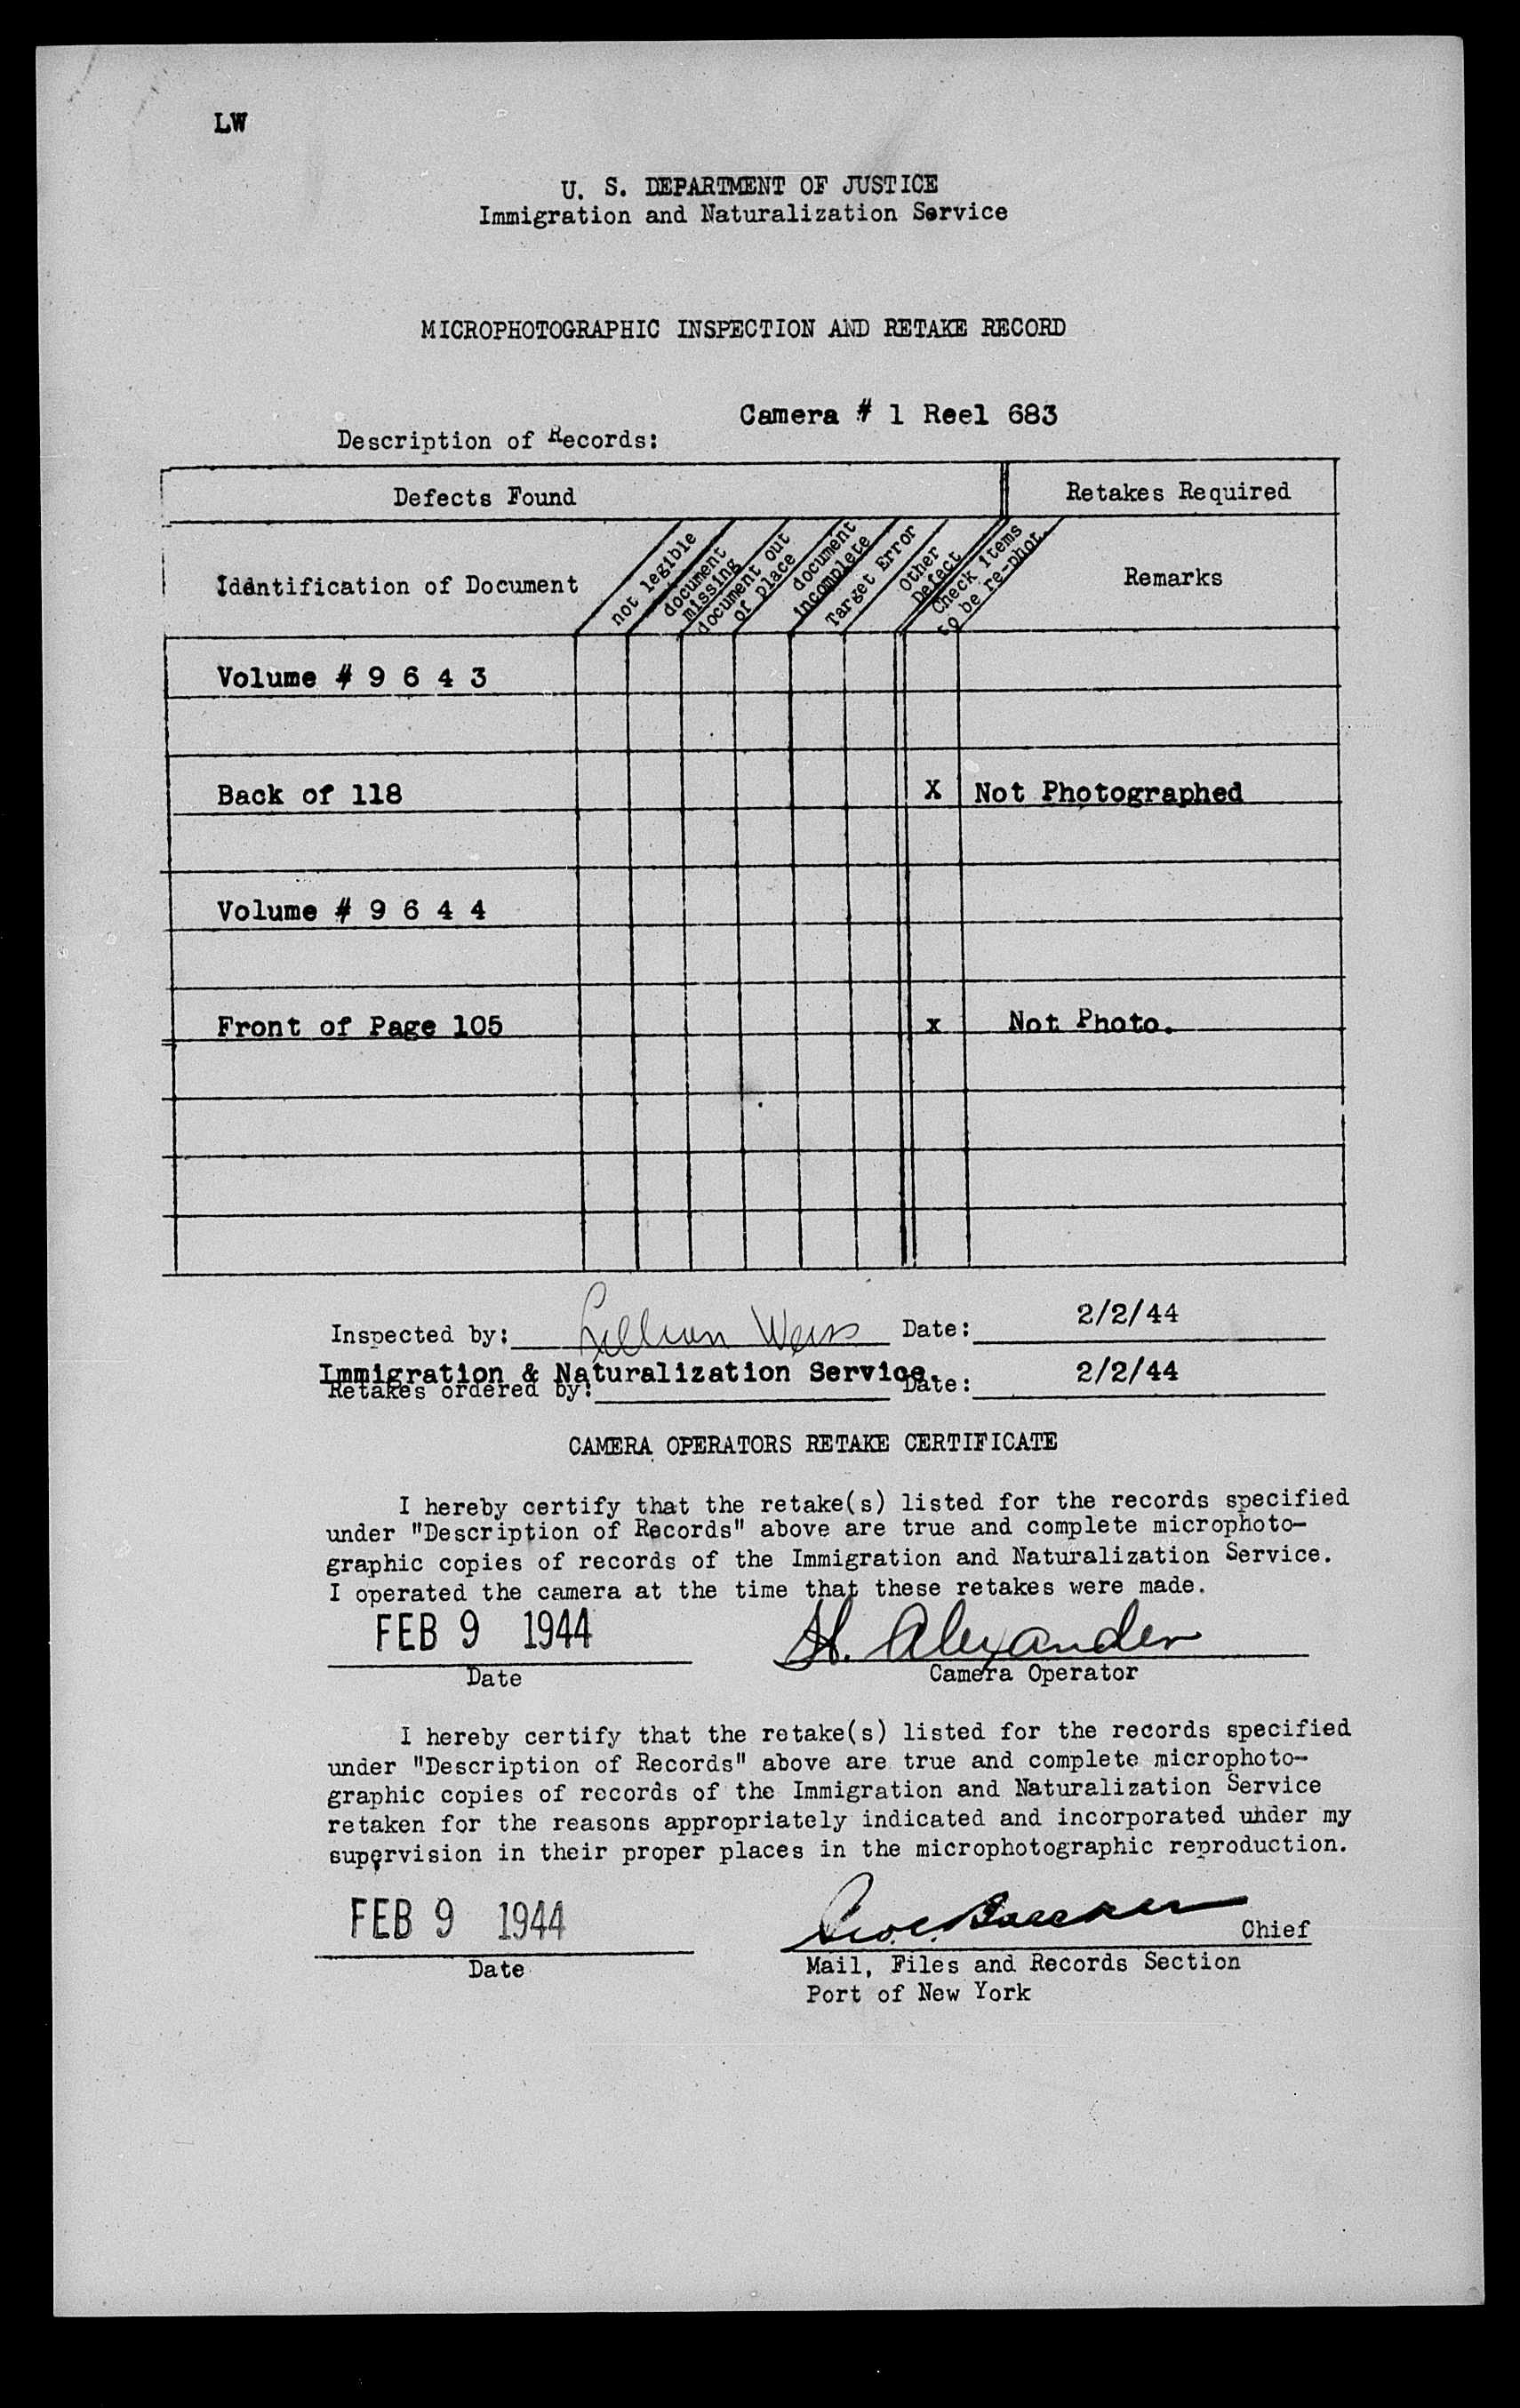 LW
U. S. DEPARTMENT OF JUSTICE
Immigration and Naturalization Service
MICROPHOTOGRAPHIC INSPECTION AND RETAKE RECORD
Camera # 1 Reel 683
Description of Records:
Defects Found
Retakes Required
Identification of Document
not legible
document
missing
document out
of place
document
incomplete
Target Error
Other
Defect
Check items
to be re-phot.
Remarks
Volume # 9 6 4 3
Back of 118 X Not Photographed
Volume # 9 6 4 4
Front of Page 105 x Not Photo.
Inspected by: Lillian Weiss Date: 2/2/44
Immigration & Naturalization Service.
Retakes ordered by: Date: 2/2/44
CAMERA OPERATORS RETAKE CERTIFICATE
I hereby certify that the retake(s) listed for the records specified
under "Description of Records" above are true and complete microphoto-
graphic copies of records of the Immigration and Naturalization Service.
I operated the camera at the time that these retakes were made.
FEB 9 1944 H. Alexander
Date Camera Operator
I hereby certify that the retake(s) listed for the records specified
under "Description of Records" above are true and complete microphoto-
graphic copies of records of the Immigration and Naturalization Service
retaken for the reasons appropriately indicated and incorporated under my
supervision in their proper places in the microphotographic reproduction.
FEB 9 1944 Chief
Date Mail, Files and Records Section
Port of New York